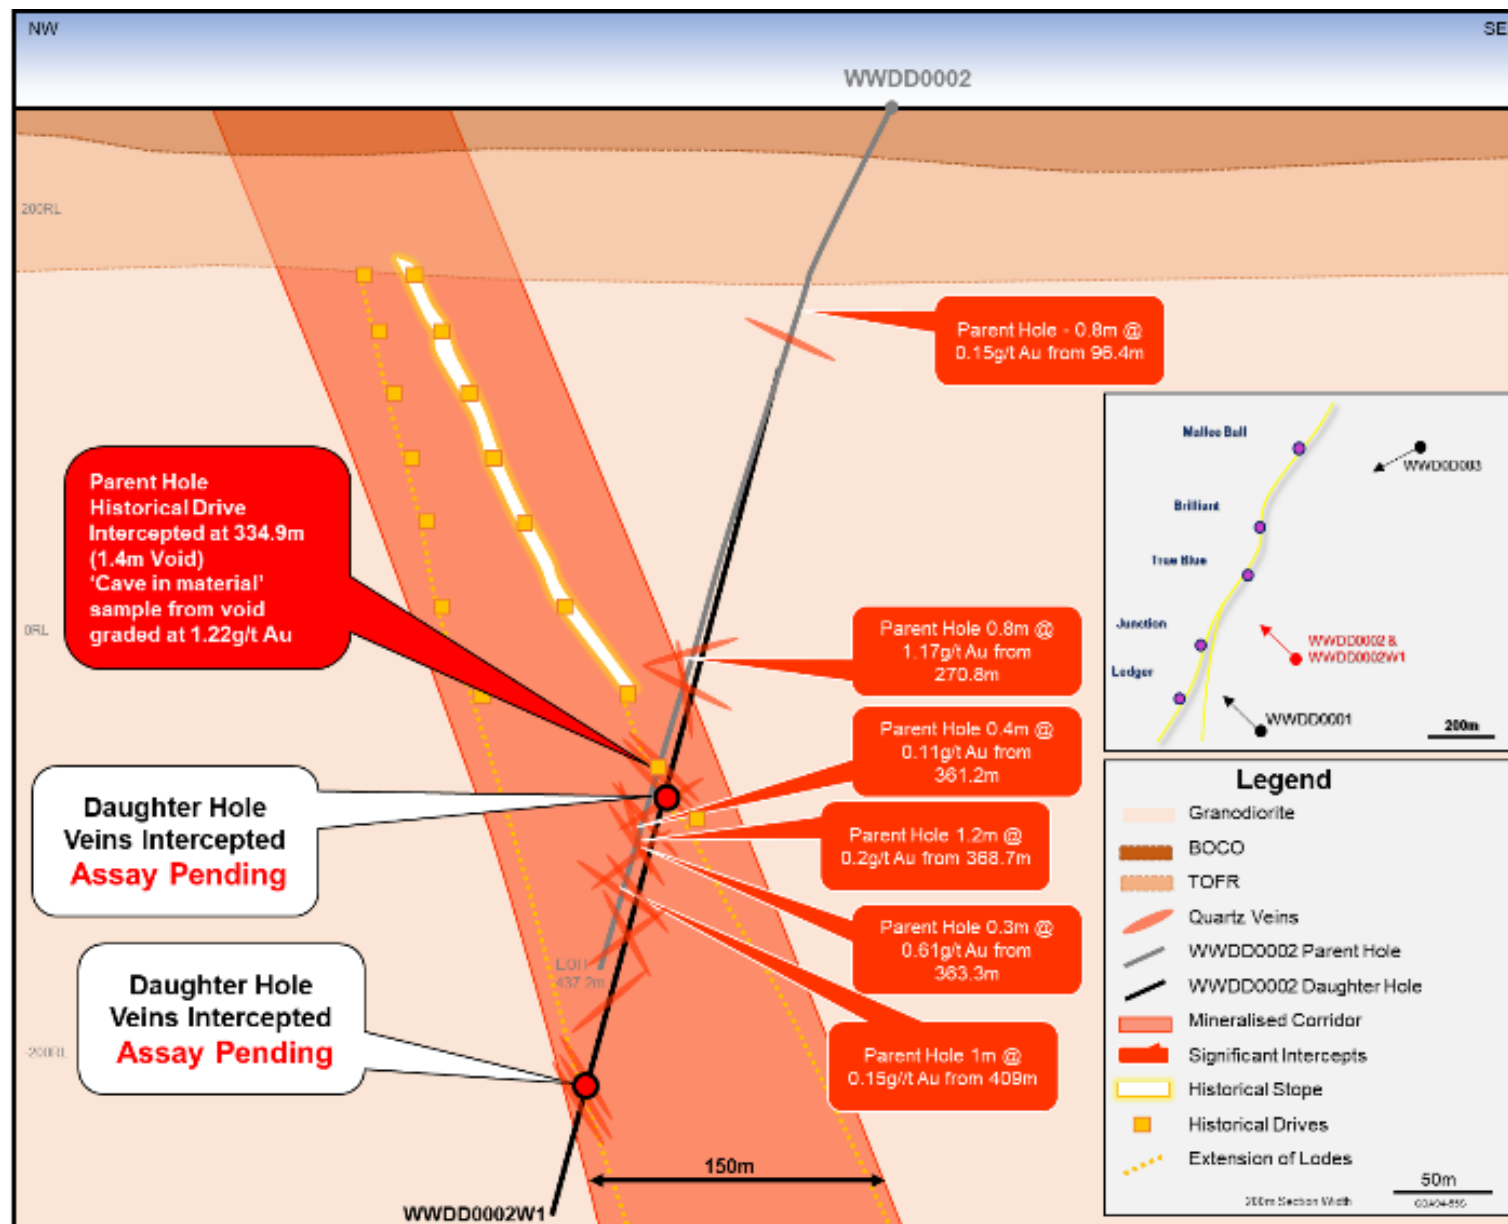 NW
SE
WWDD0002
200RL
Parent Hole - 0.8m @
0.15g/t Au from 96.4m
Parent Hole
Historical Drive
Intercepted at 334.9m
(1.4m Void)
‘Cave in material’
sample from void
graded at 1.22g/t Au
0RL
Parent Hole 0.8m @
1.17g/t Au from
270.8m
Parent Hole 0.4m @
0.11g/t Au from
361.2m
Daughter Hole
Veins Intercepted
Assay Pending
Parent Hole 1.2m @
0.2g/t Au from 368.7m
Parent Hole 0.3m @
0.61g/t Au from
363.3m
Daughter Hole
Veins Intercepted
Assay Pending
EOH
437.2m
-200RL
Parent Hole 1m @
0.15g//t Au from 409m
150m
WWDD0002W1
Mallee Bull
WWD0D003
Brilliant
True Blue
Junction
WWDD0002 &
WWDD0002W1
Ledger
WWDD0001
200m
Legend
Granodiorite
BOCO
TOFR
Quartz Veins
WWDD0002 Parent Hole
WWDD0002 Daughter Hole
Mineralised Corridor
Significant Intercepts
Historical Stope
Historical Drives
Extension of Lodes
50m
200m Section Width